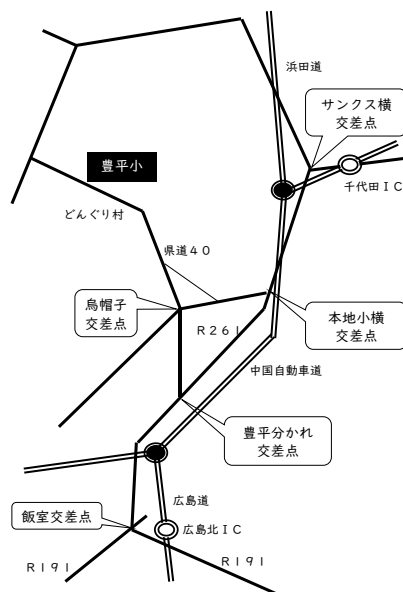 浜田道
サンクス横
交差点
豊平小
千代田ＩＣ
どんぐり村
県道４０
烏帽子
交差点
Ｒ２６１
本地小横
交差点
中国自動車道
豊平分かれ
交差点
飯室交差点
広島道
広島北ＩＣ
Ｒ１９１
Ｒ１９１